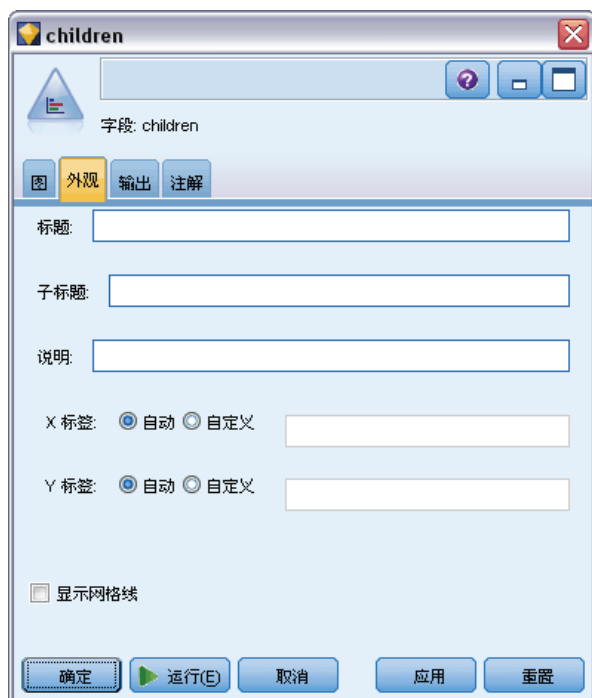 children
字段: children
图 外观 输出 注解
标题:
子标题:
说明:
X 标签: 自动 自定义
Y 标签: 自动 自定义
显示网格线
确定 运行(E) 取消 应用 重置